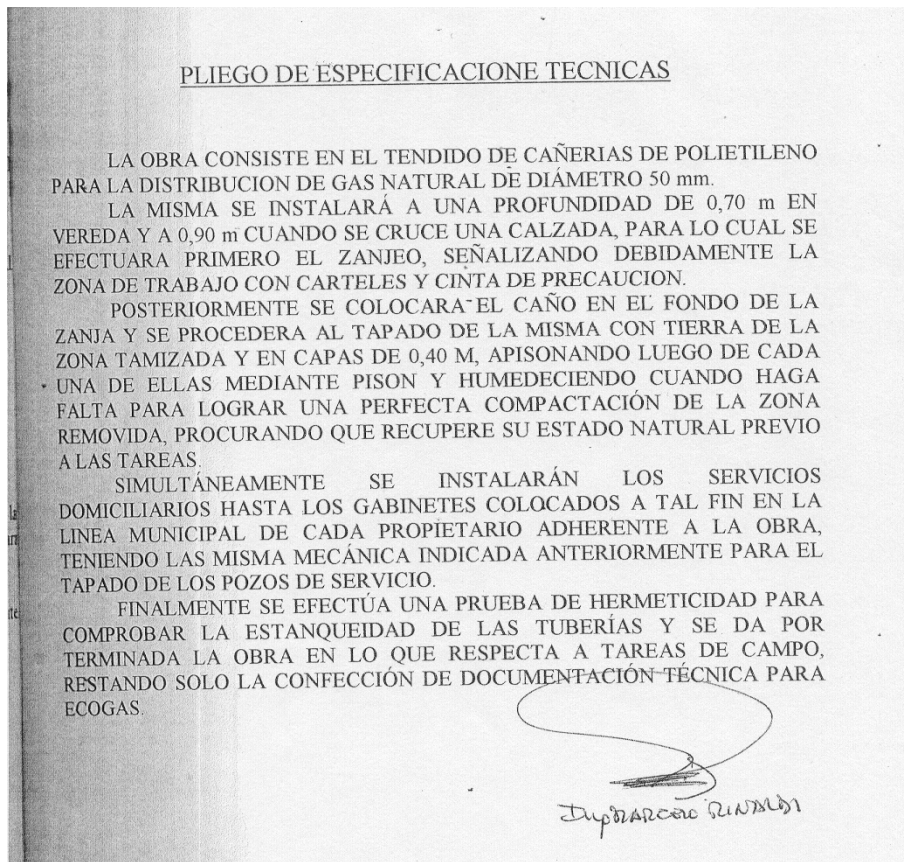 PLIEGO DE ESPECIFICACIONE TECNICAS
LA OBRA CONSISTE EN EL TENDIDO DE CAÑERIAS DE POLIETILENO
PARA LA DISTRIBUCION DE GAS NATURAL DE DIÁMETRO 50 mm.
LA MISMA SE INSTALARÁ A UNA PROFUNDIDAD DE 0,70 m EN
VEREDA Y A 0,90 m CUANDO SE CRUCE UNA CALZADA, PARA LO CUAL SE
EFECTUARA PRIMERO EL ZANJEO, SEÑALIZANDO DEBIDAMENTE LA
ZONA DE TRABAJO CON CARTELES Y CINTA DE PRECAUCION.
POSTERIORMENTE SE COLOCARA EL CAÑO EN EL FONDO DE LA
ZANJA Y SE PROCEDERA AL TAPADO DE LA MISMA CON TIERRA DE LA
ZONA TAMIZADA Y EN CAPAS DE 0,40 M, APISONANDO LUEGO DE CADA
UNA DE ELLAS MEDIANTE PISON Y HUMEDECIENDO CUANDO HAGA
FALTA PARA LOGRAR UNA PERFECTA COMPACTACIÓN DE LA ZONA
REMOVIDA, PROCURANDO QUE RECUPERE SU ESTADO NATURAL PREVIO
A LAS TAREAS.
SIMULTÁNEAMENTE SE INSTALARÁN LOS SERVICIOS
DOMICILIARIOS HASTA LOS GABINETES COLOCADOS A TAL FIN EN LA
LINEA MUNICIPAL DE CADA PROPIETARIO ADHERENTE A LA OBRA,
TENIENDO LAS MISMA MECÁNICA INDICADA ANTERIORMENTE PARA EL
TAPADO DE LOS POZOS DE SERVICIO.
FINALMENTE SE EFECTÚA UNA PRUEBA DE HERMETICIDAD PARA
COMPROBAR LA ESTANQUEIDAD DE LAS TUBERÍAS Y SE DA POR
TERMINADA LA OBRA EN LO QUE RESPECTA A TAREAS DE CAMPO,
RESTANDO SOLO LA CONFECCIÓN DE DOCUMENTACIÓN TÉCNICA PARA
ECOGAS.
RINALDI